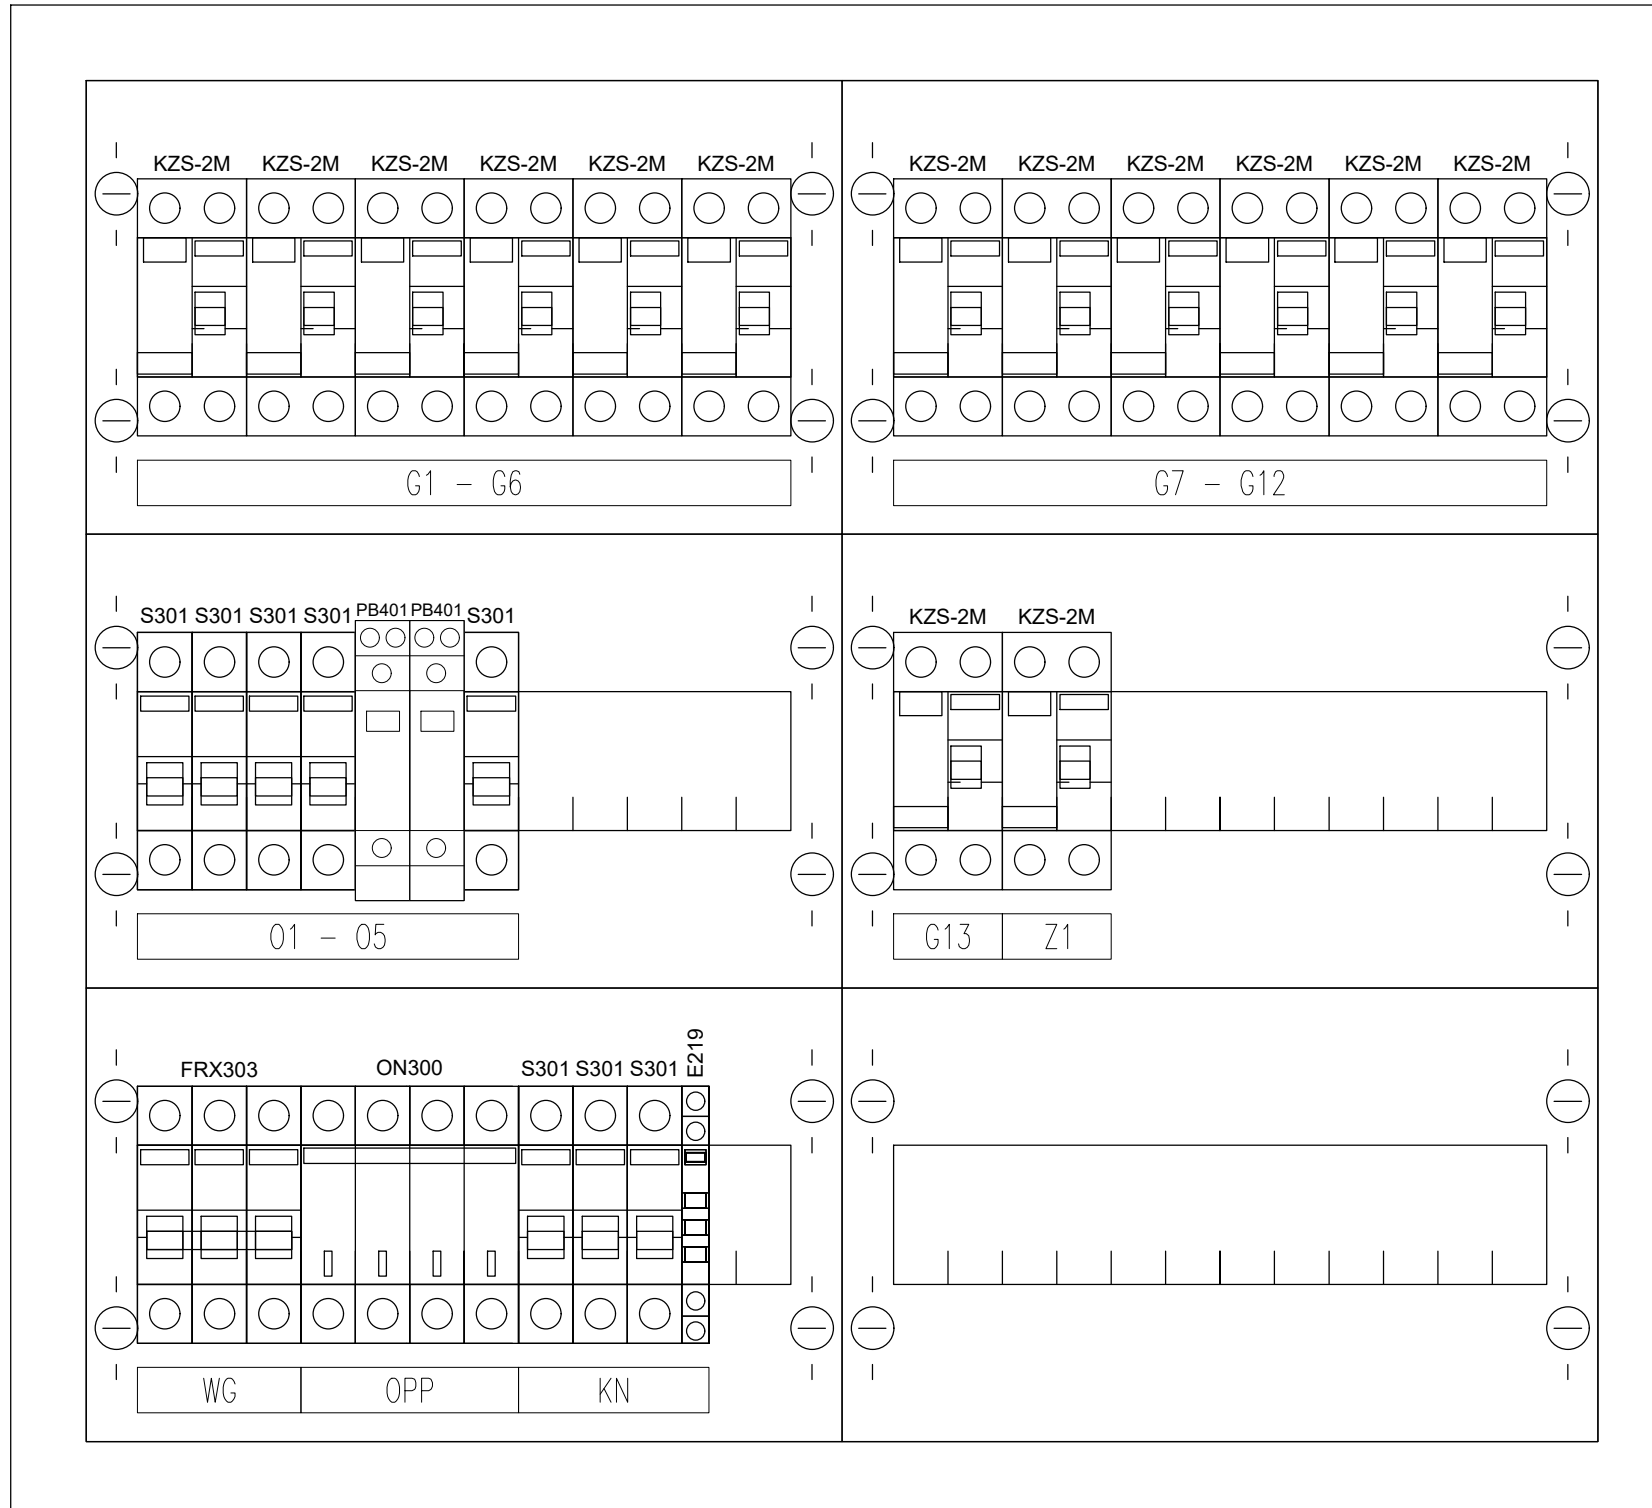 KZS-2M KZS-2M KZS-2M KZS-2M KZS-2M KZS-2M
G1 - G6
KZS-2M KZS-2M KZS-2M KZS-2M KZS-2M KZS-2M
G7 - G12
S301 S301 S301 S301 PB401 PB401 S301
O1 - O5
KZS-2M KZS-2M
G13 Z1
FRX303 ON300 S301 S301 S301 E219
WG OPP KN